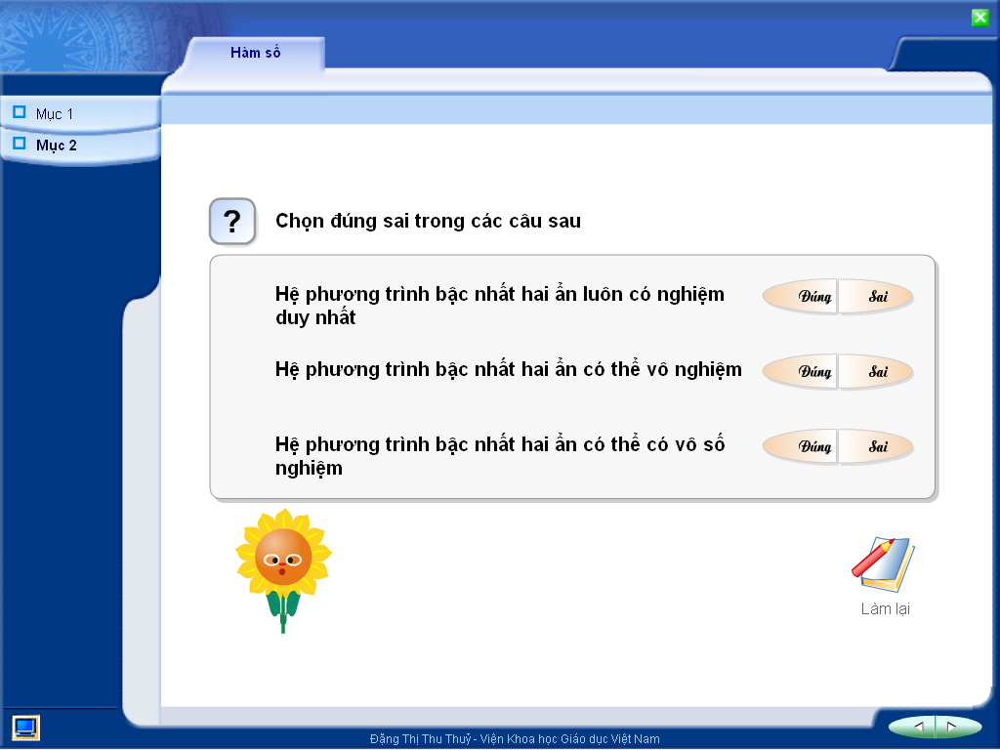 Hàm số
Mục 1
Mục 2
?
Chọn đúng sai trong các câu sau
Hệ phương trình bậc nhất hai ẩn luôn có nghiệm
duy nhất
Đúng Sai
Hệ phương trình bậc nhất hai ẩn có thể vô nghiệm
Đúng Sai
Hệ phương trình bậc nhất hai ẩn có thể có vô số
nghiệm
Đúng Sai
Làm lại
Đặng Thị Thu Thuỷ - Viện Khoa học Giáo dục Việt Nam